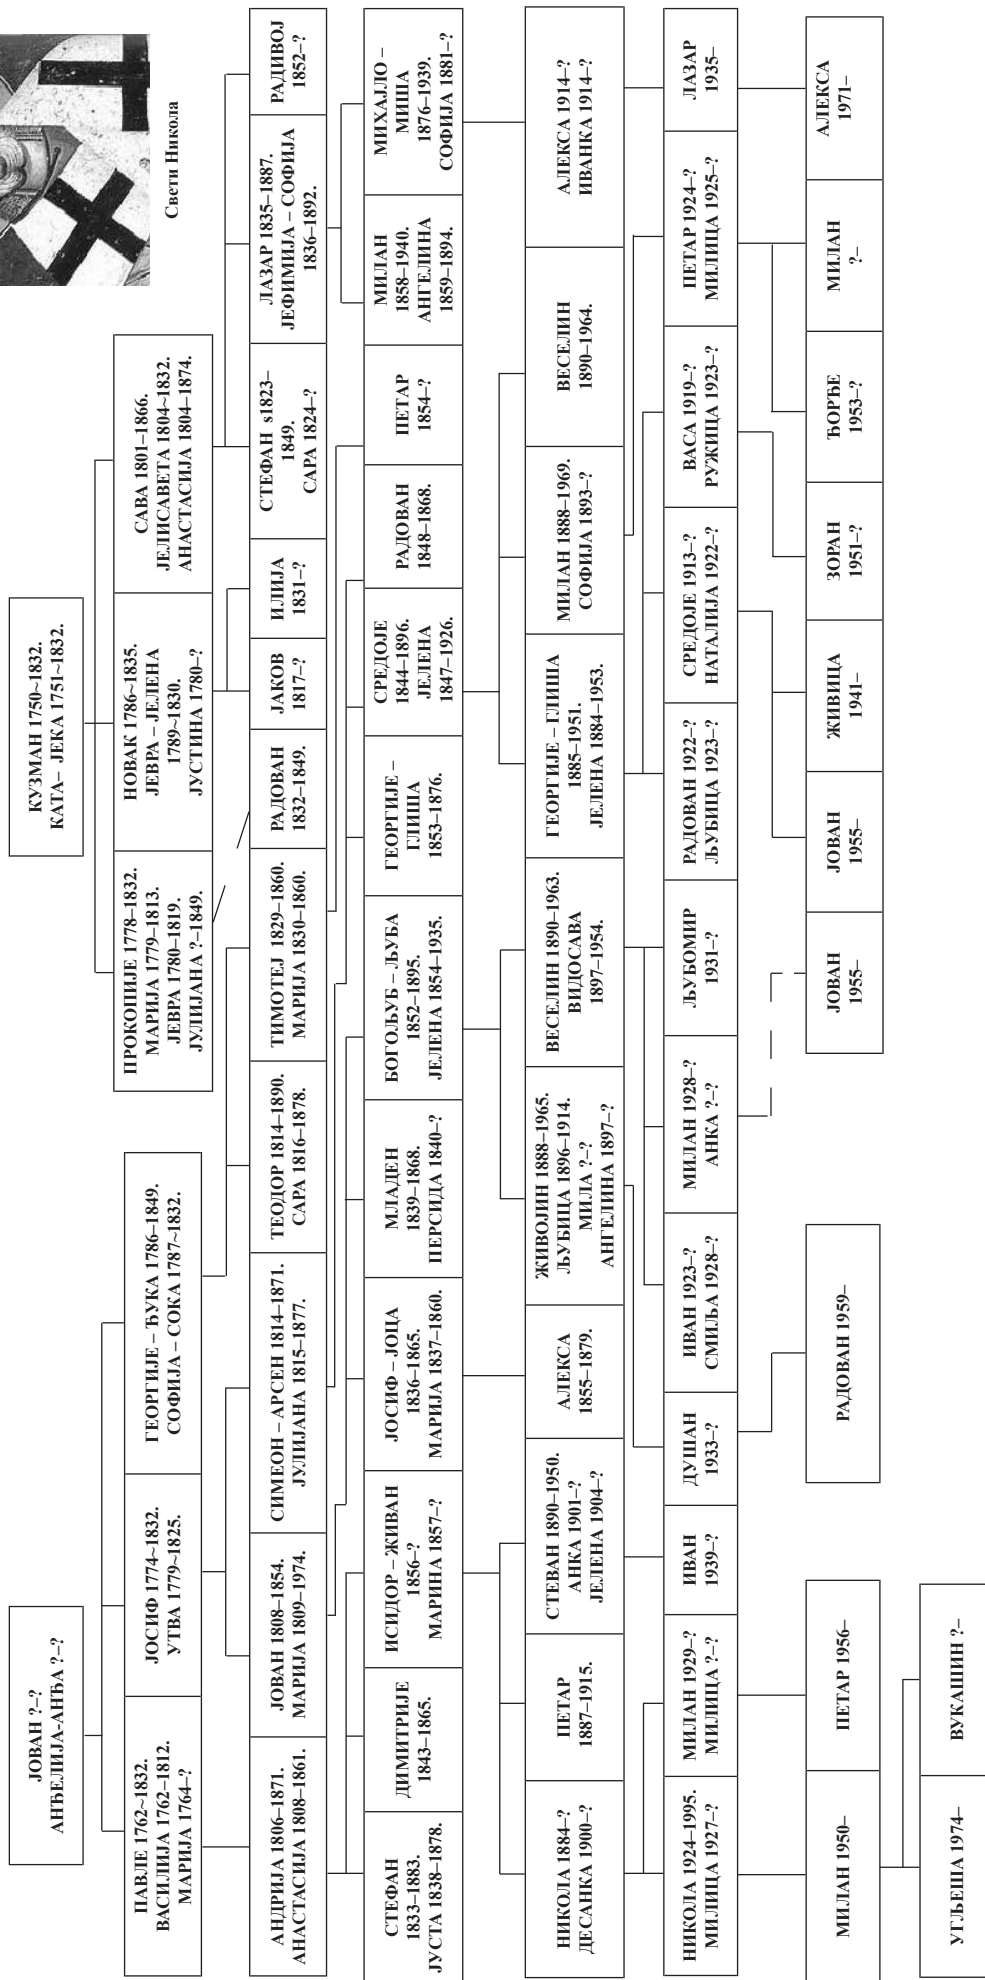 Свети Никола
ЈОВАН ?–?
АНЂЕЛИЈА-АНЂА ?–?
КУЗМАН 1750~1832.
КАТА– ЈЕКА 1751~1832.
ПАВЛЕ 1762~1832.
ВАСИЛИЈА 1762–1812.
МАРИЈА 1764–?
ЈОСИФ 1774~1832.
УТВА 1779~1825.
ГЕОРГИЈЕ – ЂУКА 1786–1849.
СОФИЈА – СОКА 1787~1832.
ПРОКОПИЈЕ 1778–1832.
МАРИЈА 1779–1813.
ЈЕВРА 1780–1819.
ЈУЛИЈАНА ?–1849.
НОВАК 1786~1835.
ЈЕВРА – ЈЕЛЕНА
1789~1830.
ЈУСТИНА 1780–?
САВА 1801–1866.
ЈЕЛИСАВЕТА 1804~1832.
АНАСТАСИЈА 1804–1874.
АНДРИЈА 1806–1871.
АНАСТАСИЈА 1808–1861.
ЈОВАН 1808–1854.
МАРИЈА 1809–1974.
СИМЕОН – АРСЕН 1814–1871.
ЈУЛИЈАНА 1815–1877.
ТЕОДОР 1814–1890.
САРА 1816–1878.
ТИМОТЕЈ 1829–1860.
МАРИЈА 1830–1860.
РАДОВАН
1832–1849.
ЈАКОВ
1817–?
ИЛИЈА
1831–?
СТЕФАН s1823–
1849.
САРА 1824–?
ЛАЗАР 1835–1887.
ЈЕФИМИЈА – СОФИЈА
1836–1892.
РАДИВОЈ
1852–?
СТЕФАН
1833–1883.
ЈУСТА 1838–1878.
ДИМИТРИЈЕ
1843–1865.
ИСИДОР – ЖИВАН
1856–?
МАРИНА 1857–?
ЈОСИФ – ЈОЦА
1836–1865.
МАРИЈА 1837–1860.
МЛАДЕН
1839–1868.
ПЕРСИДА 1840–?
БОГОЉУБ – ЉУБА
1852–1895.
ЈЕЛЕНА 1854–1935.
ГЕОРГИЈЕ –
ГЛИША
1853–1876.
СРЕДОЈЕ
1844–1896.
ЈЕЛЕНА
1847–1926.
РАДОВАН
1848–1868.
ПЕТАР
1854–?
МИЛАН
1858–1940.
АНГЕЛИНА
1859–1894.
МИХАЈЛО –
МИША
1876–1939.
СОФИЈА 1881–?
НИКОЛА 1884–?
ДЕСАНКА 1900–?
ПЕТАР
1887–1915.
СТЕВАН 1890–1950.
АНКА 1901–?
ЈЕЛЕНА 1904–?
АЛЕКСА
1855–1879.
ЖИВОЈИН 1888–1965.
ЉУБИЦА 1896–1914.
МИЛА ?–?
АНГЕЛИНА 1897–?
ВЕСЕЛИН 1890–1963.
ВИДОСАВА
1897–1954.
ГЕОРГИЈЕ – ГЛИША
1885–1951.
ЈЕЛЕНА 1884–1953.
МИЛАН 1888–1969.
СОФИЈА 1893–?
ВЕСЕЛИН
1890–1964.
АЛЕКСА 1914–?
ИВАНКА 1914–?
НИКОЛА 1924–1995.
МИЛИЦА 1927–?
МИЛАН 1929–?
МИЛИЦА ?–?
ИВАН
1939–?
ДУШАН
1933–?
ИВАН 1923–?
СМИЉА 1928–?
МИЛАН 1928–?
АНКА ?–?
ЉУБОМИР
1931–?
РАДОВАН 1922–?
ЉУБИЦА 1923–?
СРЕДОЈЕ 1913–?
НАТАЛИЈА 1922–?
ВАСА 1919–?
РУЖИЦА 1923–?
ПЕТАР 1924–?
МИЛИЦА 1925–?
ЛАЗАР
1935–
МИЛАН 1950–
ПЕТАР 1956–
РАДОВАН 1959–
ЈОВАН
1955–
ЈОВАН
1955–
ЖИВИЦА
1941–
ЗОРАН
1951–?
ЂОРЂЕ
1953–?
МИЛАН
?–
АЛЕКСА
1971–
УГЉЕША 1974–
ВУКАШИН ?–